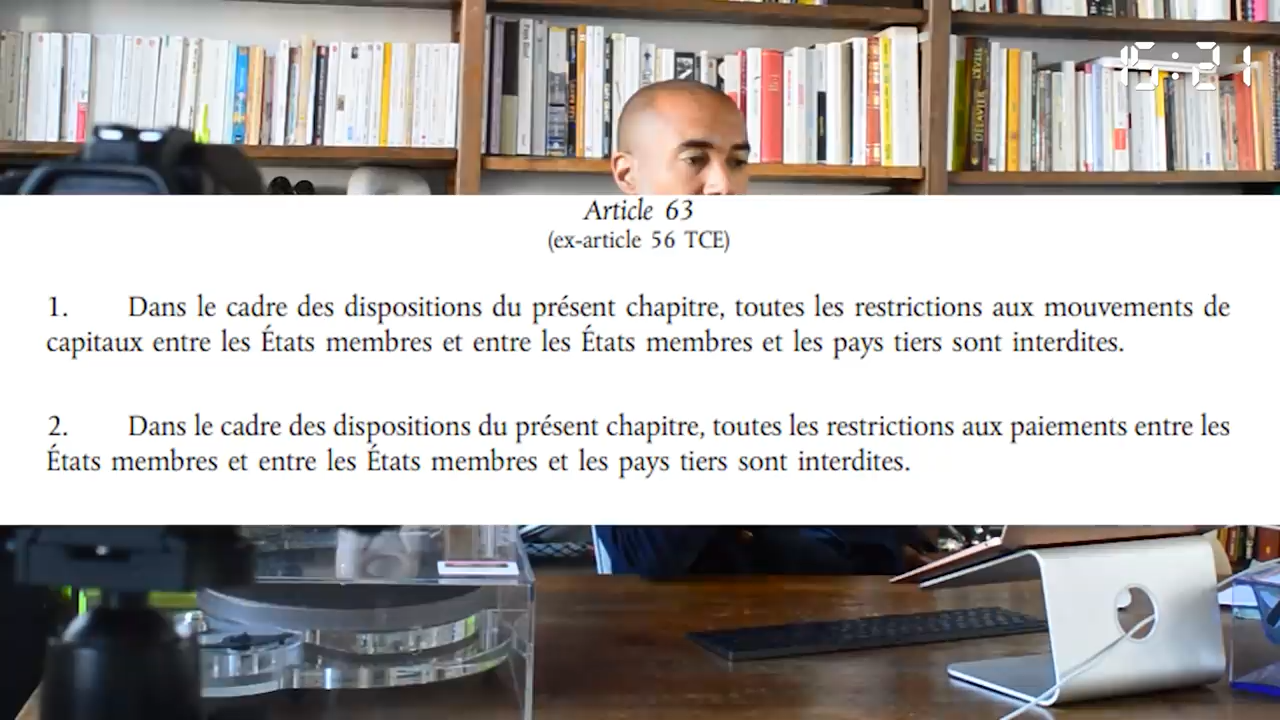 15:21
DELAVIER
Article 63
(ex-article 56 TCE)
1. Dans le cadre des dispositions du présent chapitre, toutes les restrictions aux mouvements de
capitaux entre les États membres et entre les États membres et les pays tiers sont interdites.
2. Dans le cadre des dispositions du présent chapitre, toutes les restrictions aux paiements entre les
États membres et entre les États membres et les pays tiers sont interdites.